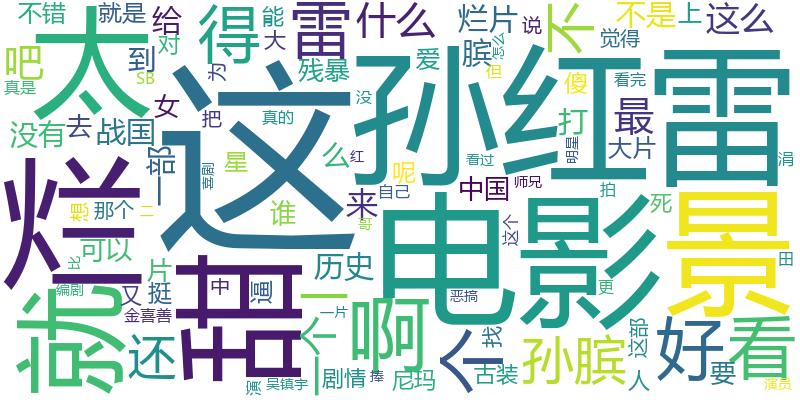 不错
就是
给
得
雷
什么
烂片
说
不
不是
上
这么
太
能
对
大
到
吧
真是
SB
为
残暴
爱
膑
怎么
但
觉得
傻
看完
女
把
没
真的
打
最
大片
没有
去
战国
这
孙红雷
一部
星
么
呢
红
看过
明星
涓
烂
想
那个
二
谁
来
自己
哥
中国
师兄
拍
死
喜剧
电影
景
这个
可以
比
片
历史
甜
就
编剧
又
挺
中
逼
一个
一片
恶搞
更
田
金喜善
啊
个
找
这部
好
看
还
演
吴镇宇
剧情
捧
尼玛
古装
孙膑
人
要
演员